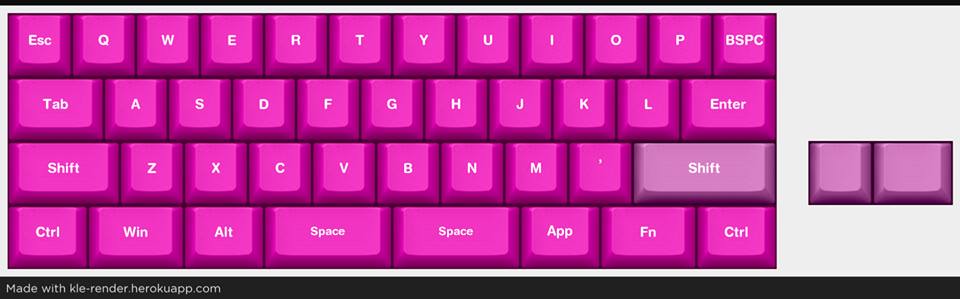 Esc Q W E R T Y U I O P BSPC
Tab A S D F G H J K L Enter
Shift Z X C V B N M ’ Shift
Ctrl Win Alt Space Space App Fn Ctrl
Made with kle-render.herokuapp.com